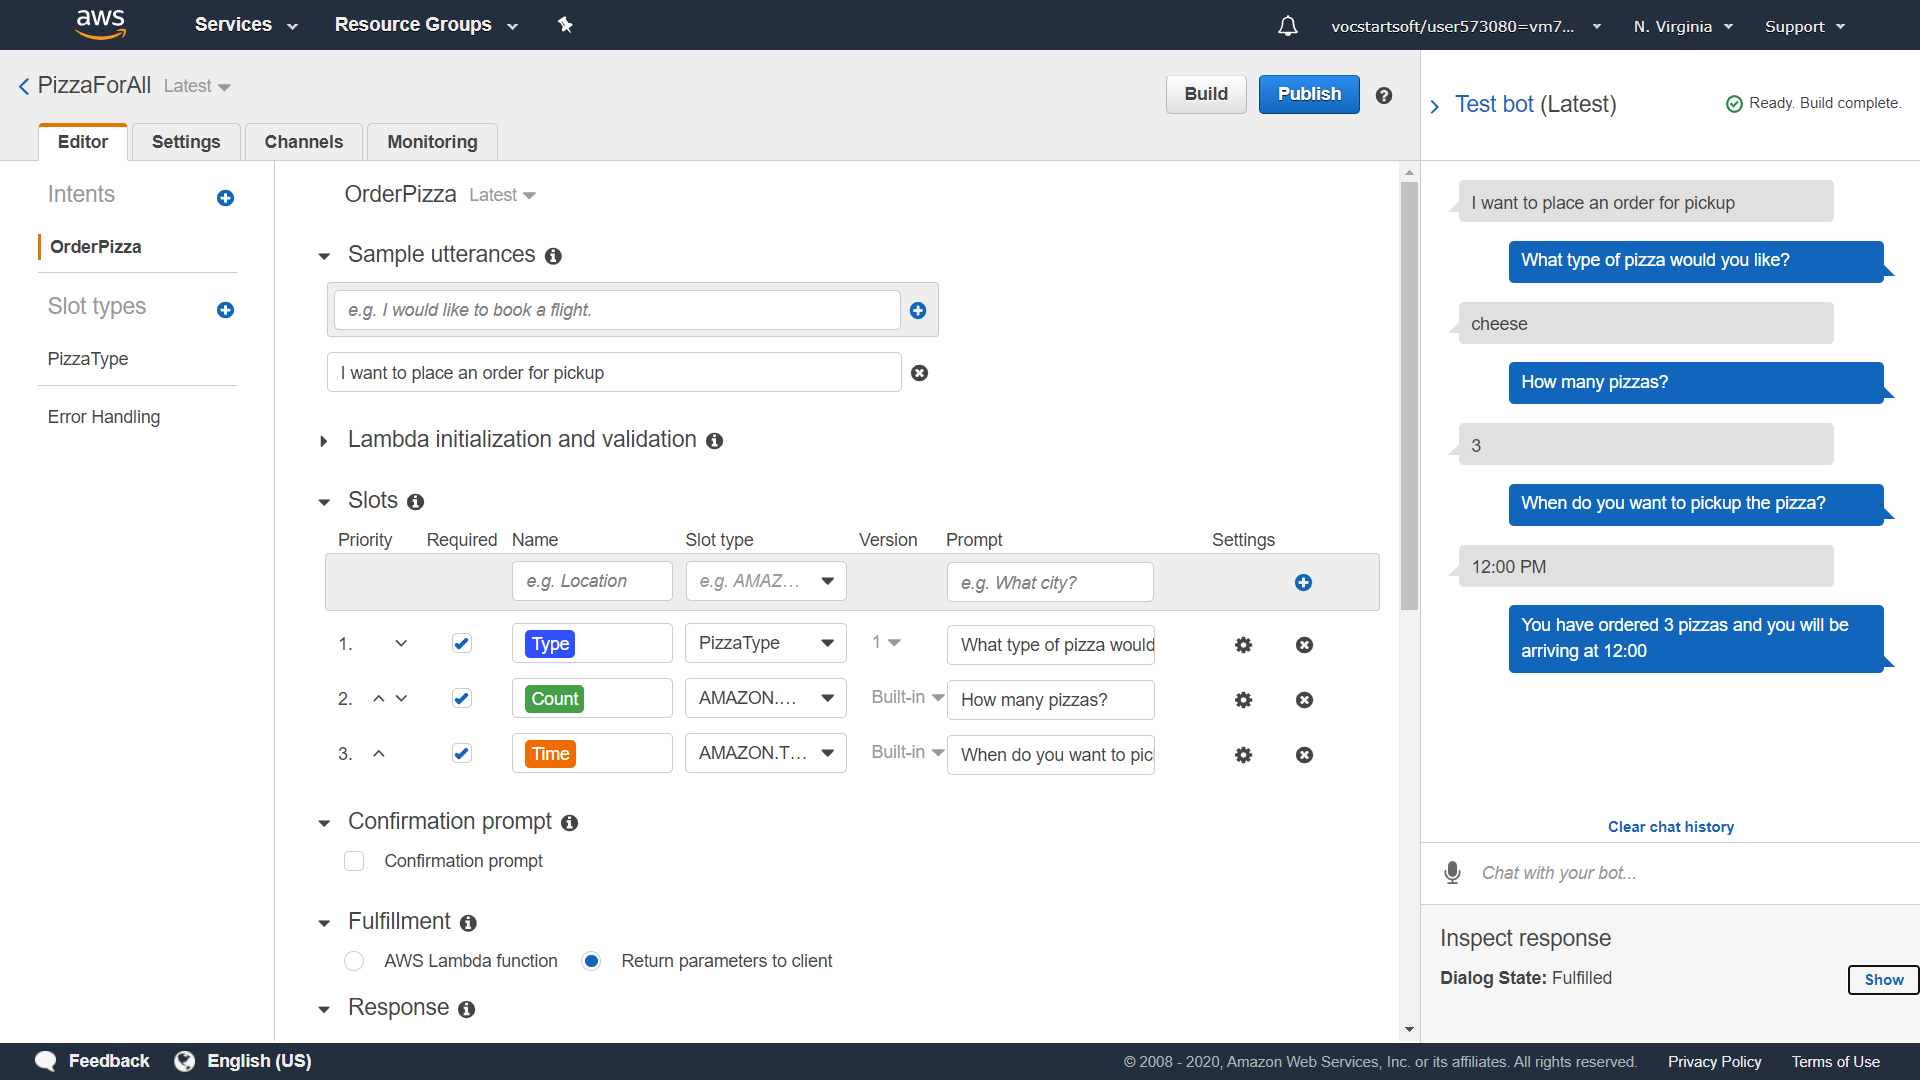 aws
Services
Resource Groups
vocstartsoft/user573080=vm7...
N. Virginia
Support
PizzaForAll Latest
Build
Publish
Editor
Settings
Channels
Monitoring
Intents
OrderPizza
Slot types
PizzaType
Error Handling
OrderPizza Latest
Sample utterances
e.g. I would like to book a flight.
I want to place an order for pickup
Lambda initialization and validation
Slots
Priority Required Name Slot type Version Prompt Settings
e.g. Location e.g. AMAZ... e.g. What city?
1. Type PizzaType 1 What type of pizza would
2. Count AMAZON.... Built-in How many pizzas?
3. Time AMAZON.T... Built-in When do you want to pic
Confirmation prompt
Confirmation prompt
Fulfillment
AWS Lambda function Return parameters to client
Response
Test bot (Latest)
Ready. Build complete.
I want to place an order for pickup
What type of pizza would you like?
cheese
How many pizzas?
3
When do you want to pickup the pizza?
12:00 PM
You have ordered 3 pizzas and you will be
arriving at 12:00
Clear chat history
Chat with your bot...
Inspect response
Dialog State: Fulfilled
Show
Feedback
English (US)
© 2008 - 2020, Amazon Web Services, Inc. or its affiliates. All rights reserved.
Privacy Policy
Terms of Use